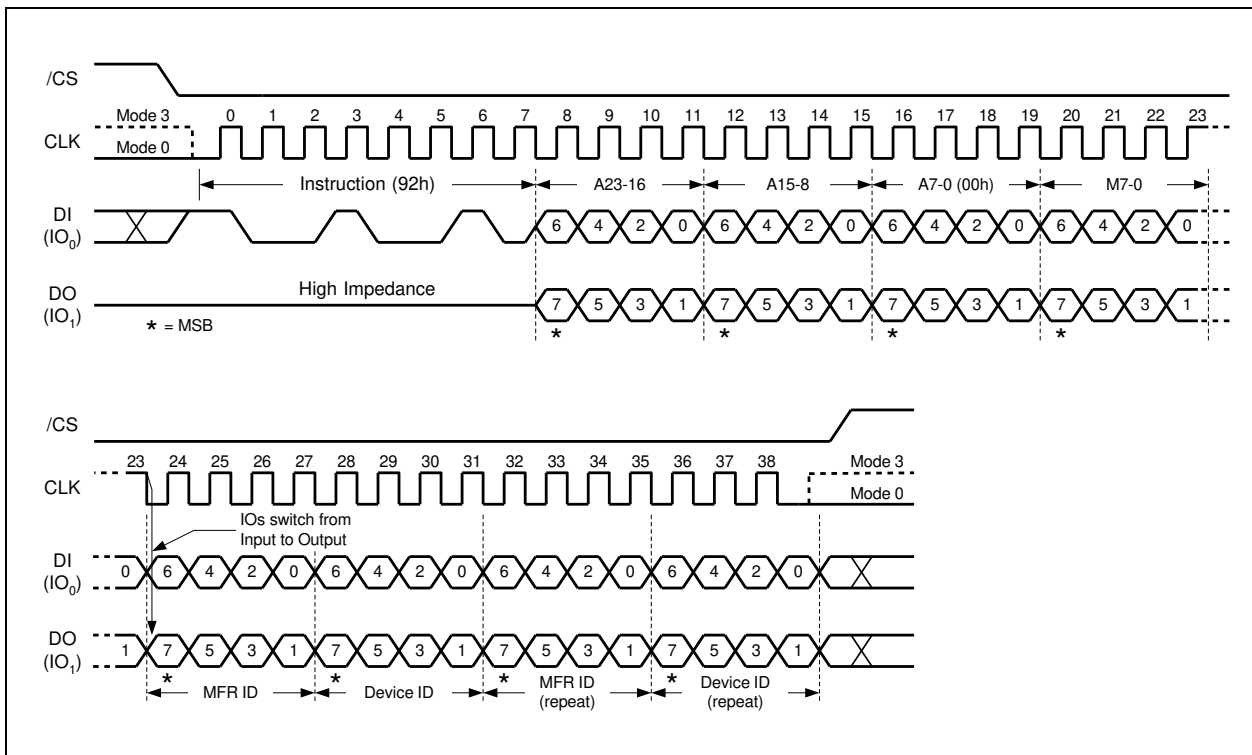 /CS
Mode 3 0 1 2 3 4 5 6 7 8 9 10 11 12 13 14 15 16 17 18 19 20 21 22 23
CLK
Mode 0
Instruction (92h) A23-16 A15-8 A7-0 (00h) M7-0
DI
(IO0)
6 4 2 0 6 4 2 0 6 4 2 0 6 4 2 0
High Impedance
DO
(IO1)
7 5 3 1 7 5 3 1 7 5 3 1 7 5 3 1
* = MSB
* * * *
/CS
23 24 25 26 27 28 29 30 31 32 33 34 35 36 37 38 Mode 3
CLK
Mode 0
IOs switch from
Input to Output
DI
(IO0)
0 6 4 2 0 6 4 2 0 6 4 2 0 6 4 2 0
DO
(IO1)
1 7 5 3 1 7 5 3 1 7 5 3 1 7 5 3 1
* * * *
MFR ID Device ID MFR ID
(repeat)
Device ID
(repeat)